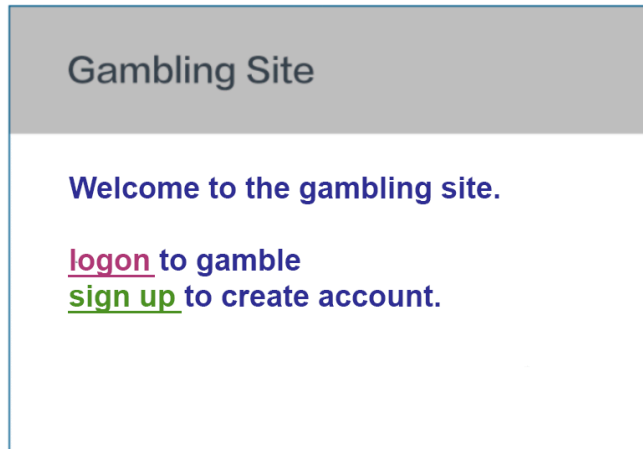 Gambling Site
Welcome to the gambling site.
logon to gamble
sign up to create account.